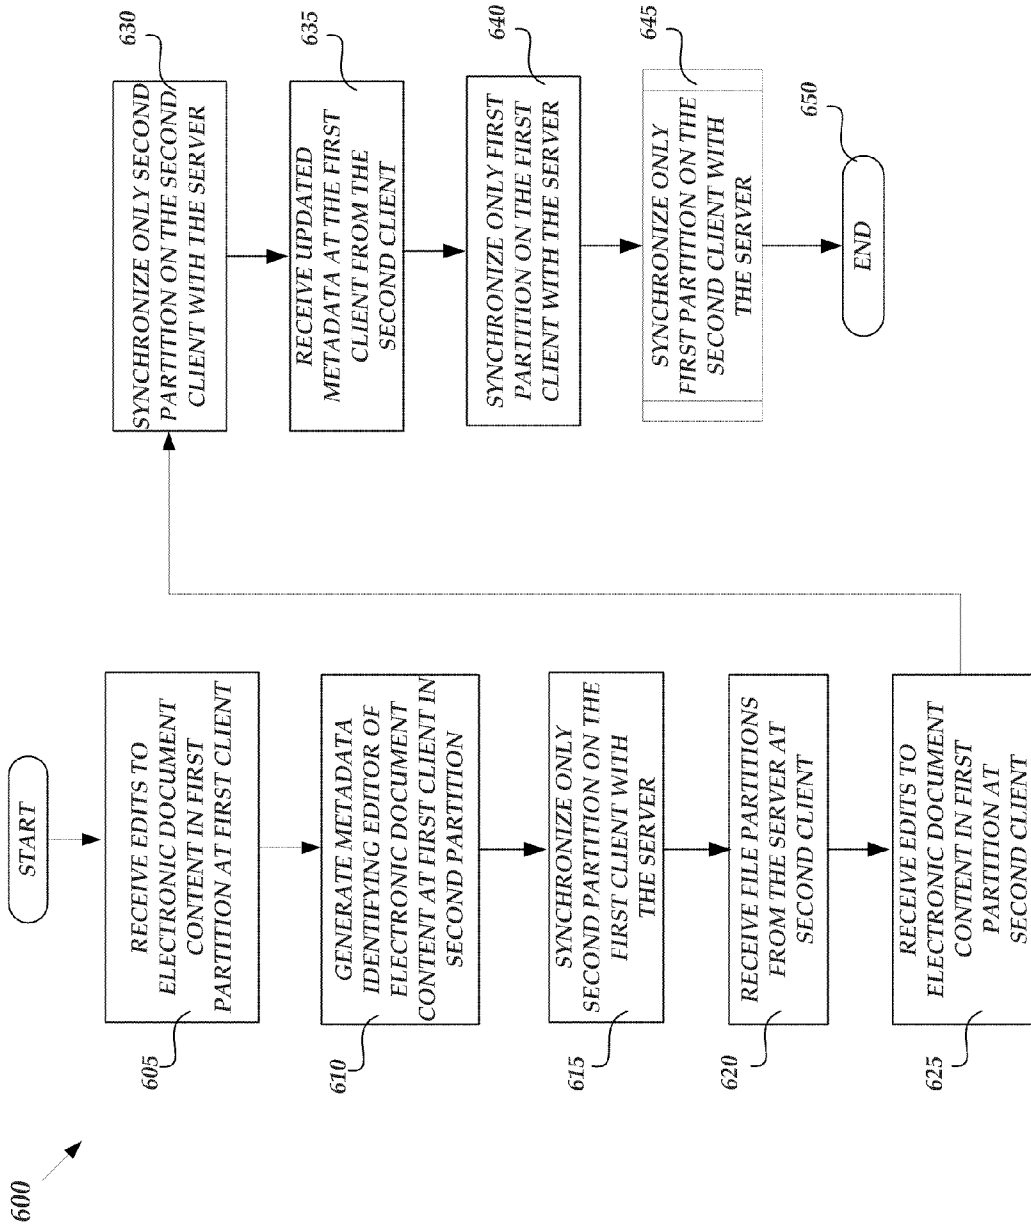 600
START
RECEIVE EDITS TO
ELECTRONIC DOCUMENT
CONTENT IN FIRST
PARTITION AT FIRST CLIENT
605
GENERATE METADATA
IDENTIFYING EDITOR OF
ELECTRONIC DOCUMENT
CONTENT AT FIRST CLIENT IN
SECOND PARTITION
610
SYNCHRONIZE ONLY
SECOND PARTITION ON THE
FIRST CLIENT WITH
THE SERVER
615
RECEIVE FILE PARTITIONS
FROM THE SERVER AT
SECOND CLIENT
620
RECEIVE EDITS TO
ELECTRONIC DOCUMENT
CONTENT IN FIRST
PARTITION AT
SECOND CLIENT
625
SYNCHRONIZE ONLY SECOND
PARTITION ON THE SECOND
CLIENT WITH THE SERVER
630
RECEIVE UPDATED
METADATA AT THE FIRST
CLIENT FROM THE
SECOND CLIENT
635
SYNCHRONIZE ONLY FIRST
PARTITION ON THE FIRST
CLIENT WITH THE SERVER
640
SYNCHRONIZE ONLY
FIRST PARTITION ON THE
SECOND CLIENT WITH
THE SERVER
645
END
650